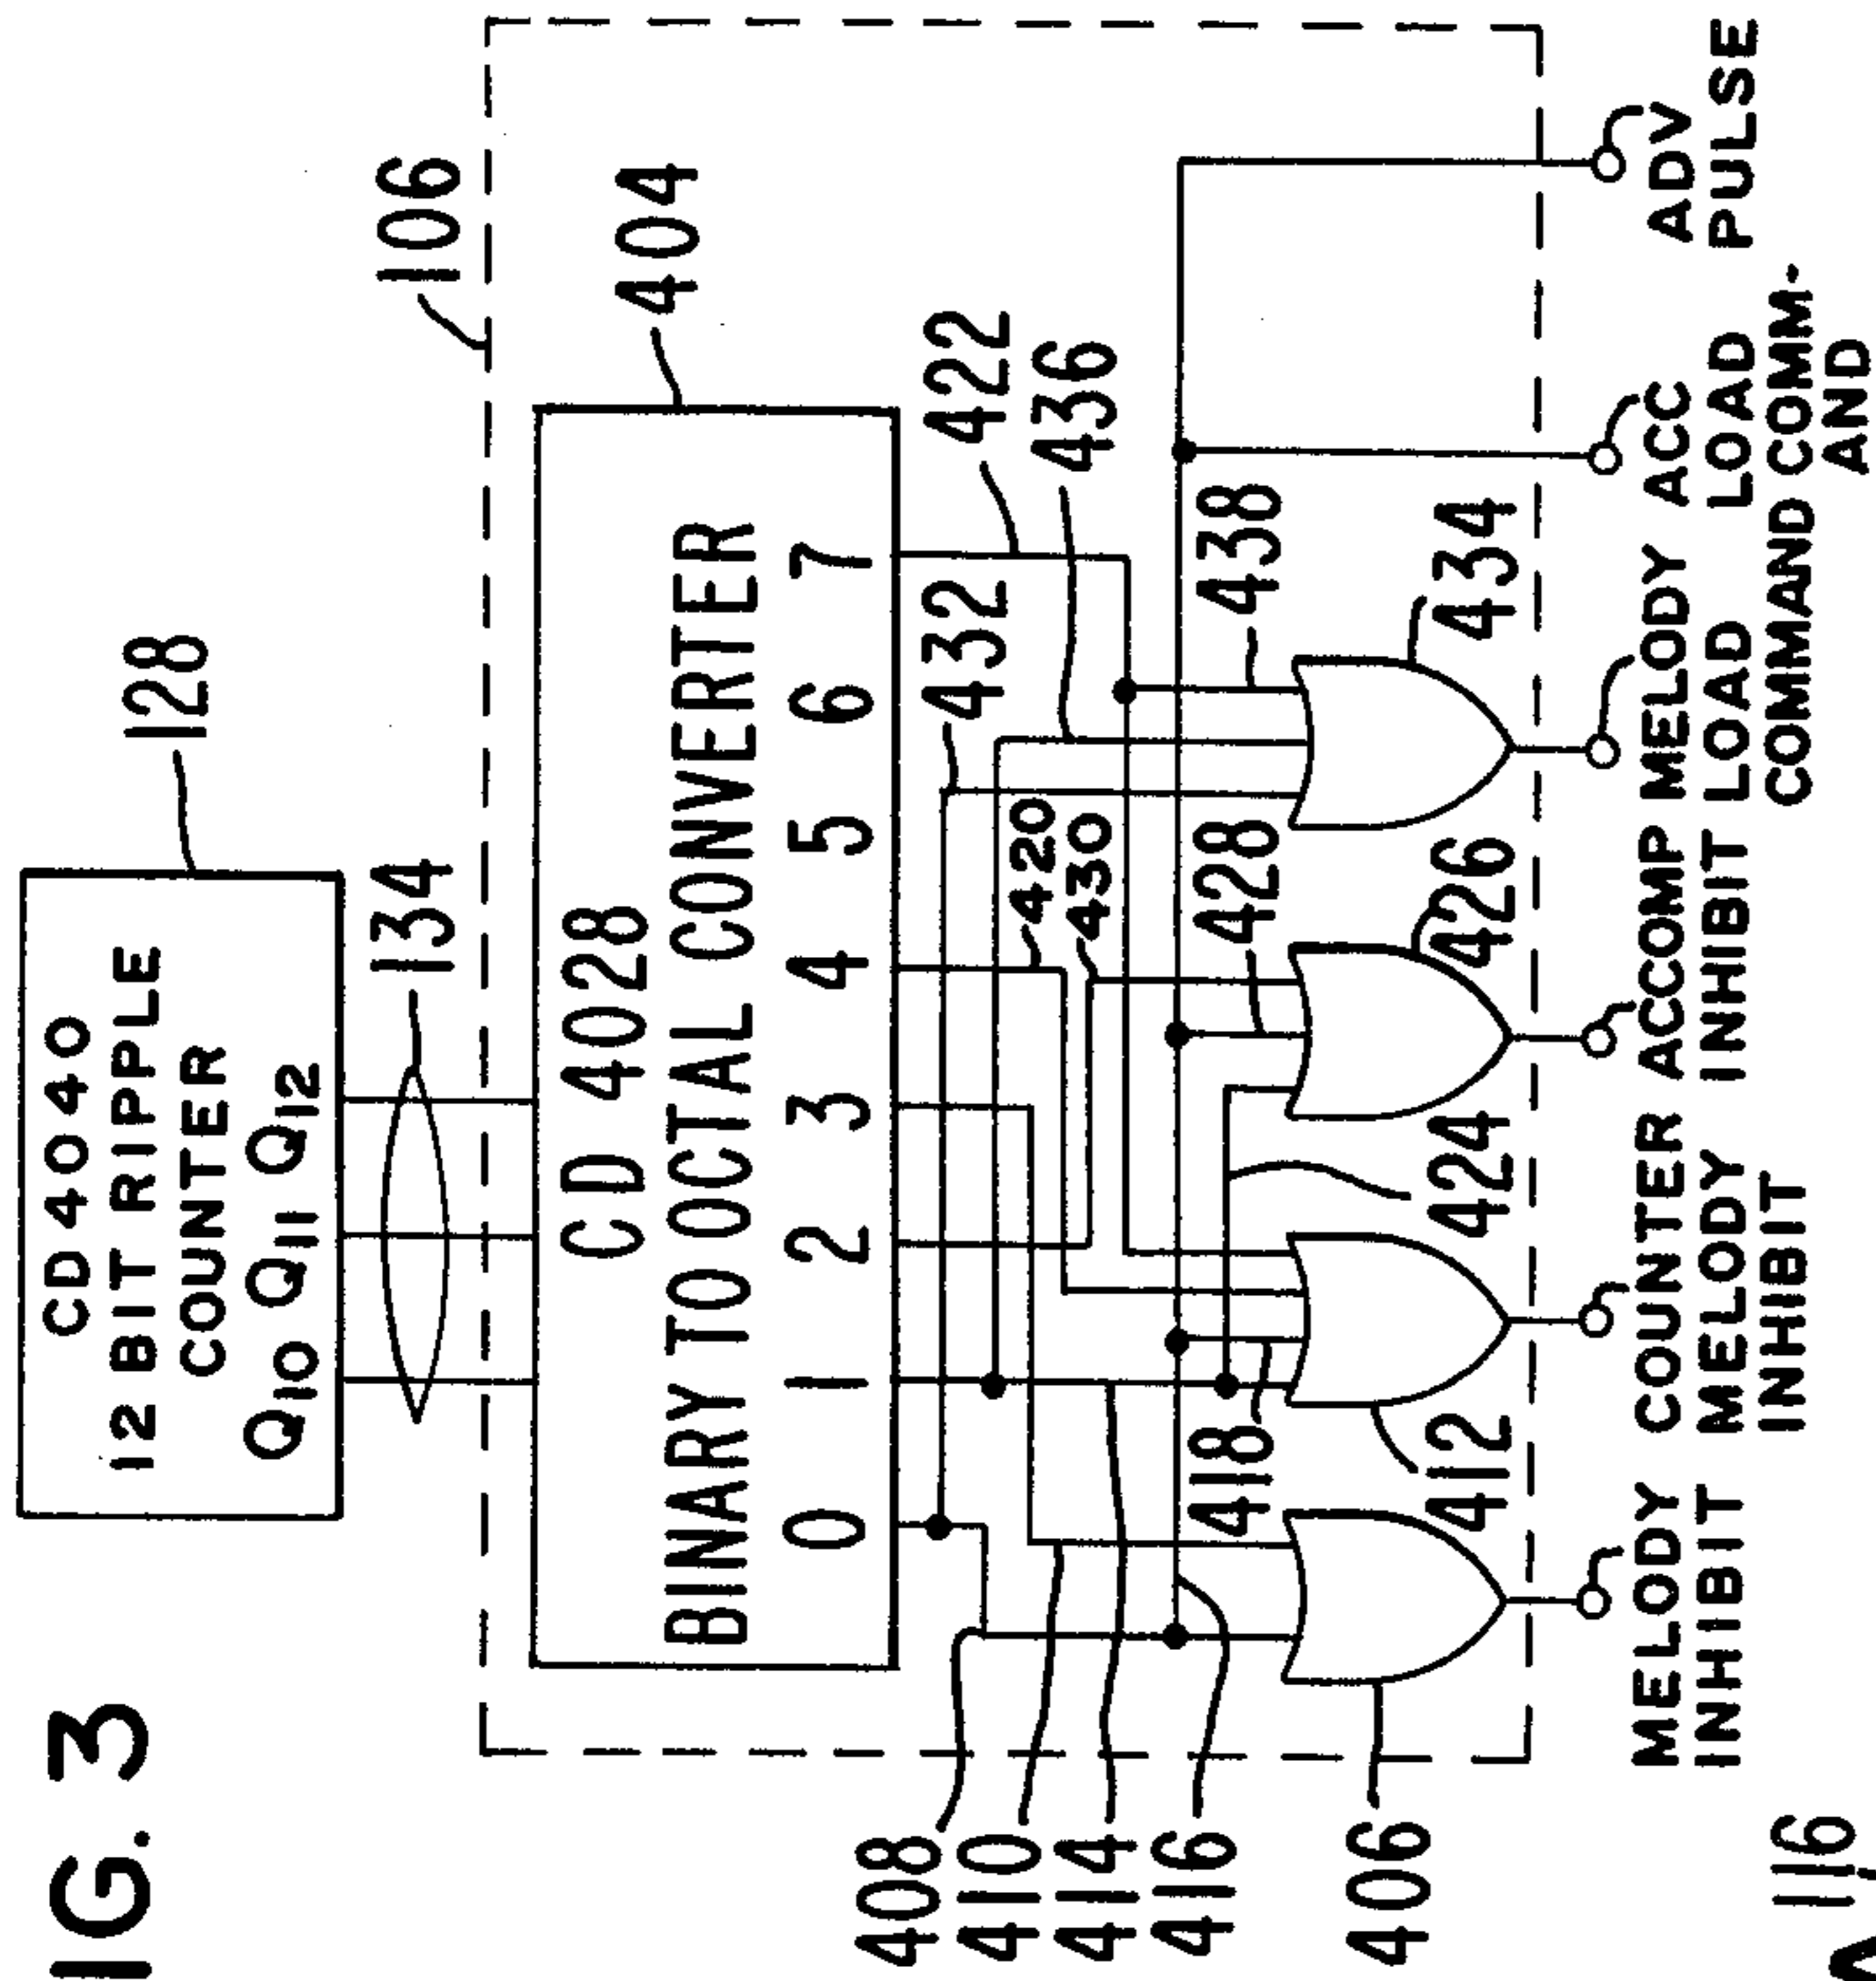 IG. 3
CD 4040
12 BIT RIPPLE
COUNTER
Q10 Q11 Q12
128
134
106
CD 4028
BINARY TO OCTAL CONVERTER
0 1 2 3 4 5 6 7
404
408
410
414
416
406
432
422
436
420
430
418
428
438
412
424
426
434
MELODY
INHIBIT
COUNTER
MELODY
INHIBIT
ACCOMP
INHIBIT
MELODY
LOAD
COMMAND
ACC
LOAD
COMM-
AND
ADV
PULSE
116